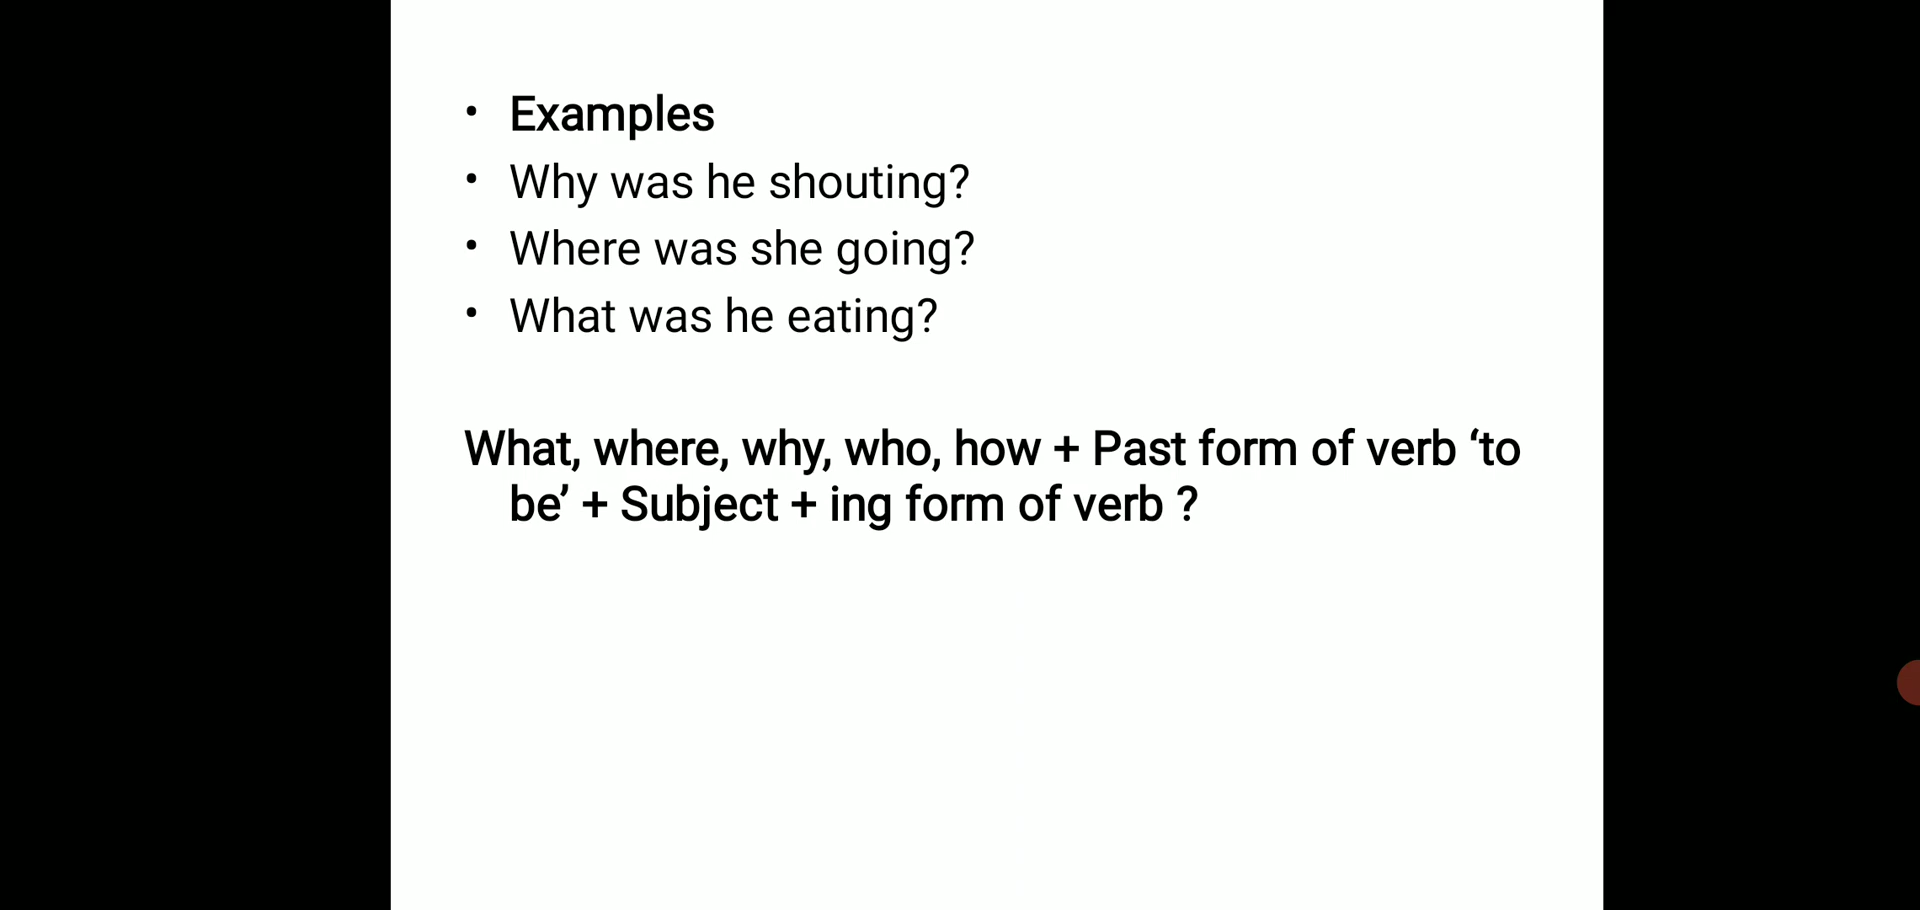 • Examples
• Why was he shouting?
• Where was she going?
• What was he eating?
What, where, why, who, how + Past form of verb ‘to
be’ + Subject + ing form of verb ?